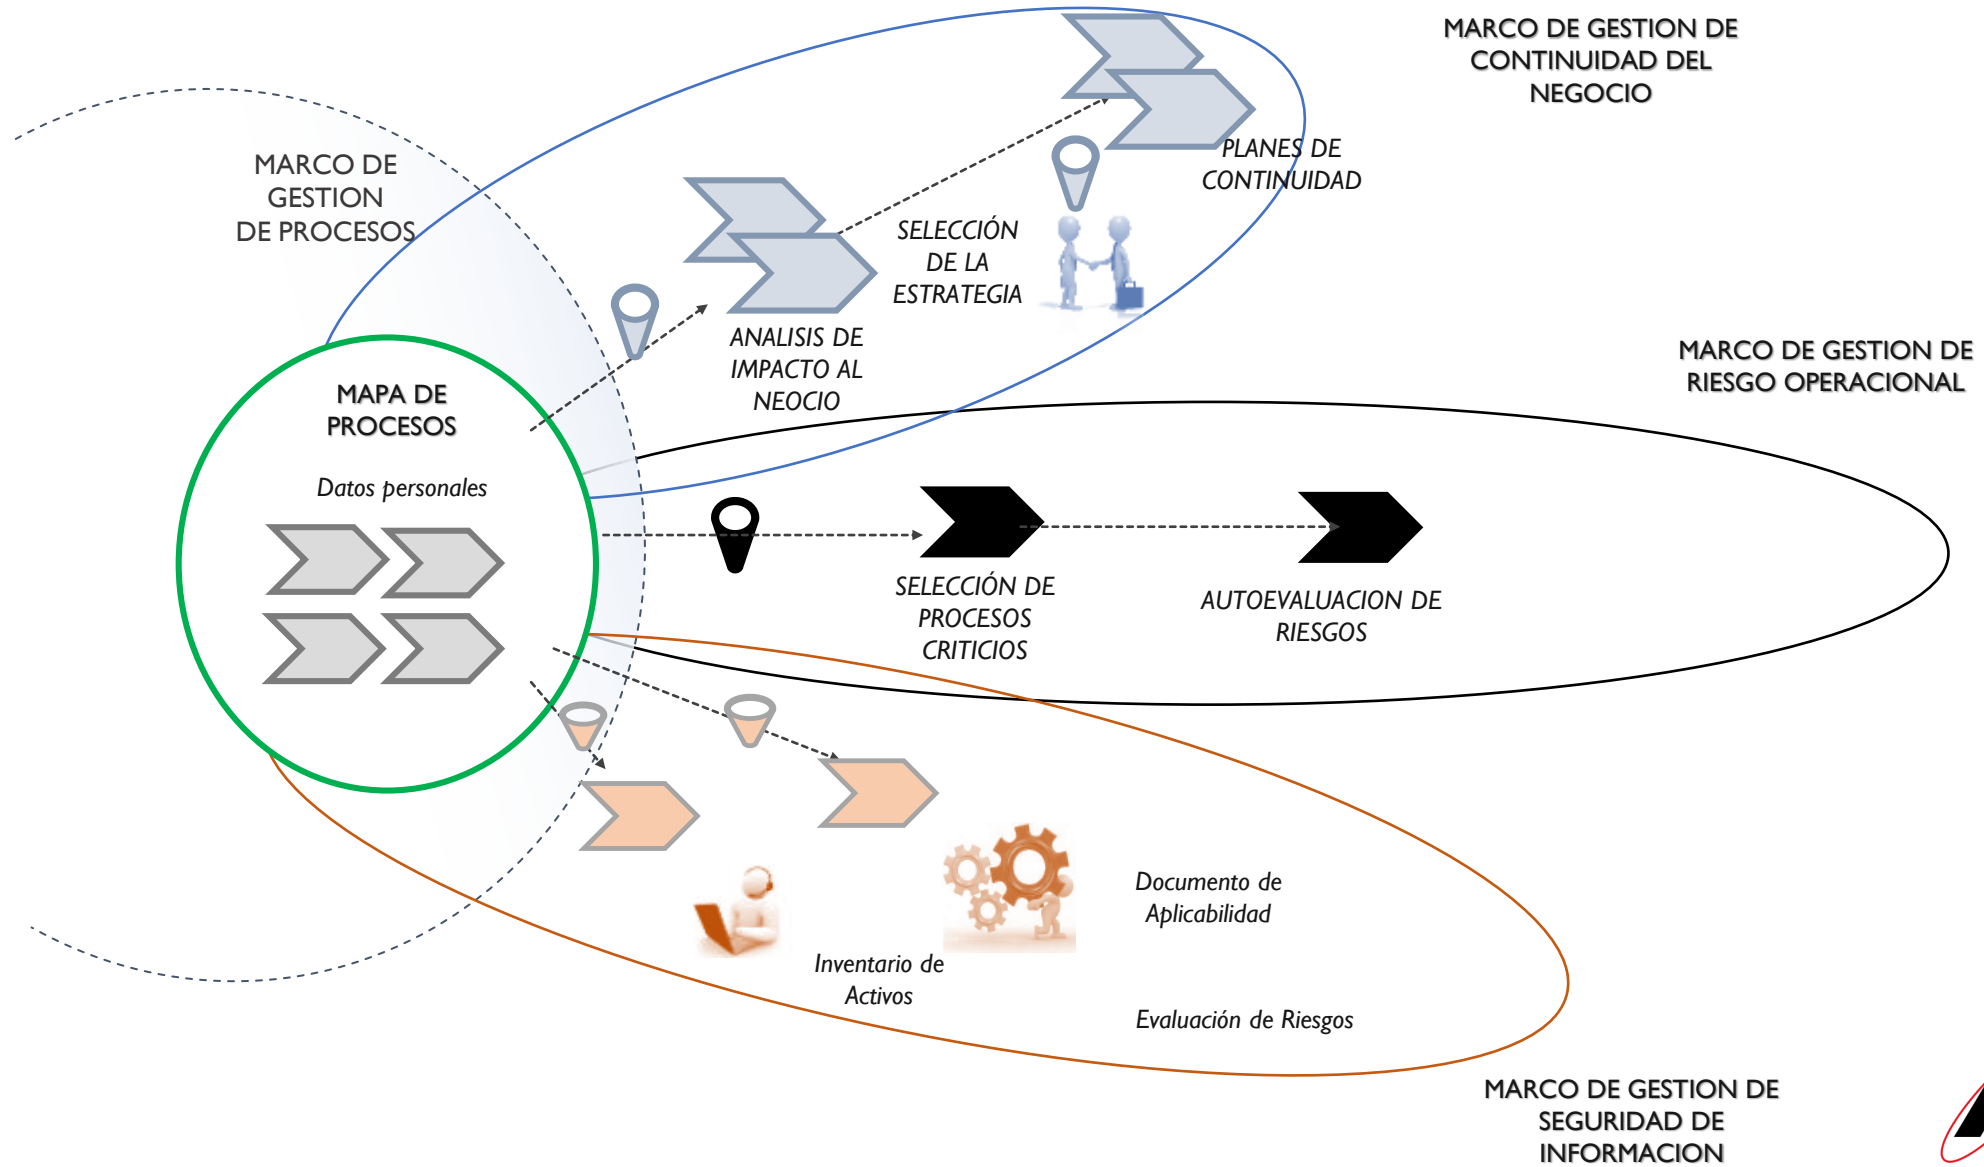 MARCO DE GESTION DE
CONTINUIDAD DEL
NEGOCIO
MARCO DE
GESTION
DE PROCESOS
PLANES DE
CONTINUIDAD
SELECCIÓN
DE LA
ESTRATEGIA
ANALISIS DE
IMPACTO AL
NEOCIO
MARCO DE GESTION DE
RIESGO OPERACIONAL
MAPA DE
PROCESOS
Datos personales
SELECCIÓN DE
PROCESOS
CRITICIOS
AUTOEVALUACION DE
RIESGOS
Documento de
Aplicabilidad
Inventario de
Activos
Evaluación de Riesgos
MARCO DE GESTION DE
SEGURIDAD DE
INFORMACION